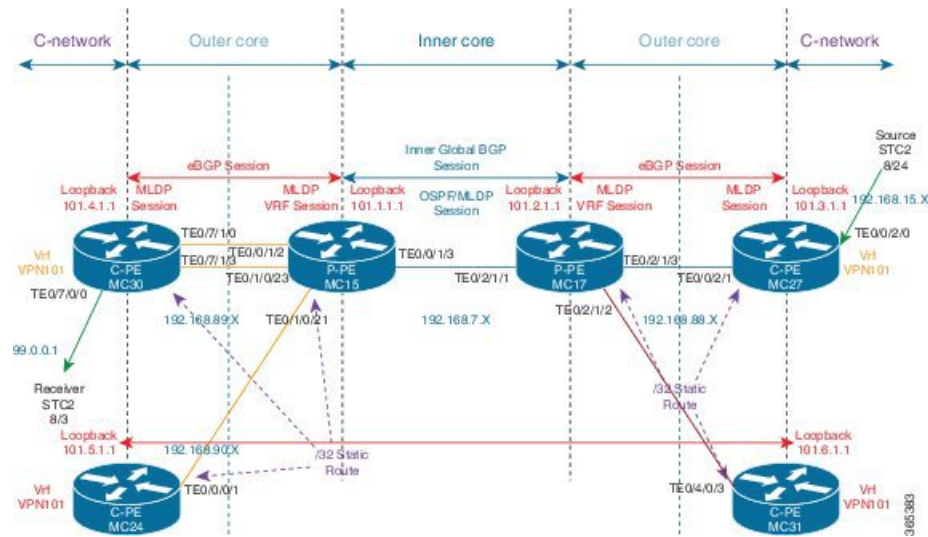 C-network
Outer core
Inner core
Outer core
C-network
eBGP Session
Inner Global BGP
Session
eBGP Session
Source
STC2
8/24
Loopback
101.4.1.1
MLDP
Session
MLDP
VRF Session
Loopback
101.1.1.1
OSPF/MLDP
Session
Loopback
101.2.1.1
MLDP
VRF Session
MLDP
Session
Loopback
101.3.1.1
192.168.15.X
TE0/7/1/0
TE0/7/1/3
TE0/0/1/2
TE0/1/0/23
TE0/0/1/3
TE0/2/1/1
TE0/2/1/3
TE0/0/2/1
TE0/0/2/0
Vrf
VPN101
C-PE
MC30
P-PE
MC15
P-PE
MC17
C-PE
MC27
Vrf
VPN101
TE0/7/0/0
192.168.89.X
TE0/1/0/21
192.168.7.X
TE0/2/1/2
192.168.88.X
99.0.0.1
Receiver
STC2
8/3
/32 Static
Route
Loopback
101.5.1.1
192.168.90.X
/32 Static
Route
Loopback
101.6.1.1
Vrf
VPN101
C-PE
MC24
TE0/0/0/1
TE0/4/0/3
C-PE
MC31
Vrf
VPN101
365383